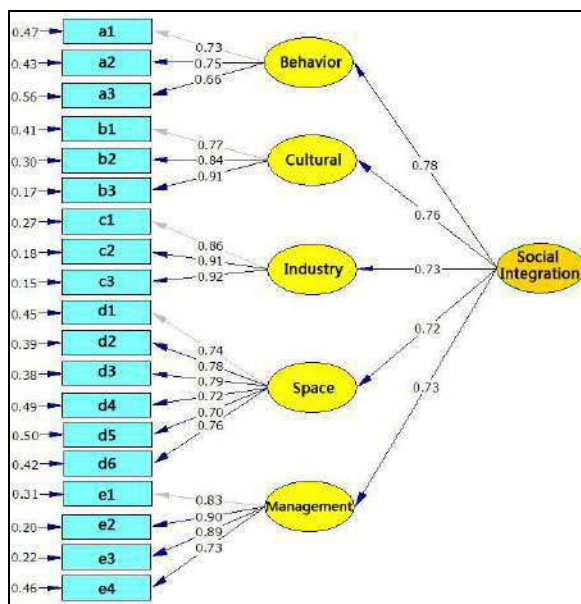 0.47 a1
0.73
0.43 a2 0.75 Behavior
0.66
0.56 a3
0.41 b1
0.77
0.78
0.30 b2 0.84 Cultural
0.91
0.17 b3
0.76
0.27 c1
0.86
0.18 c2 0.91
Industry 0.73 Social
Integration
0.15 c3 0.92
0.45 d1
0.72
0.39 d2 0.74
0.78
0.38 d3 0.79 Space
0.72
0.73
0.49 d4 0.70
0.76
0.50 d5
0.42 d6
0.31 e1 0.83
0.90 Management
0.20 e2 0.89
0.73
0.22 e3
0.46 e4